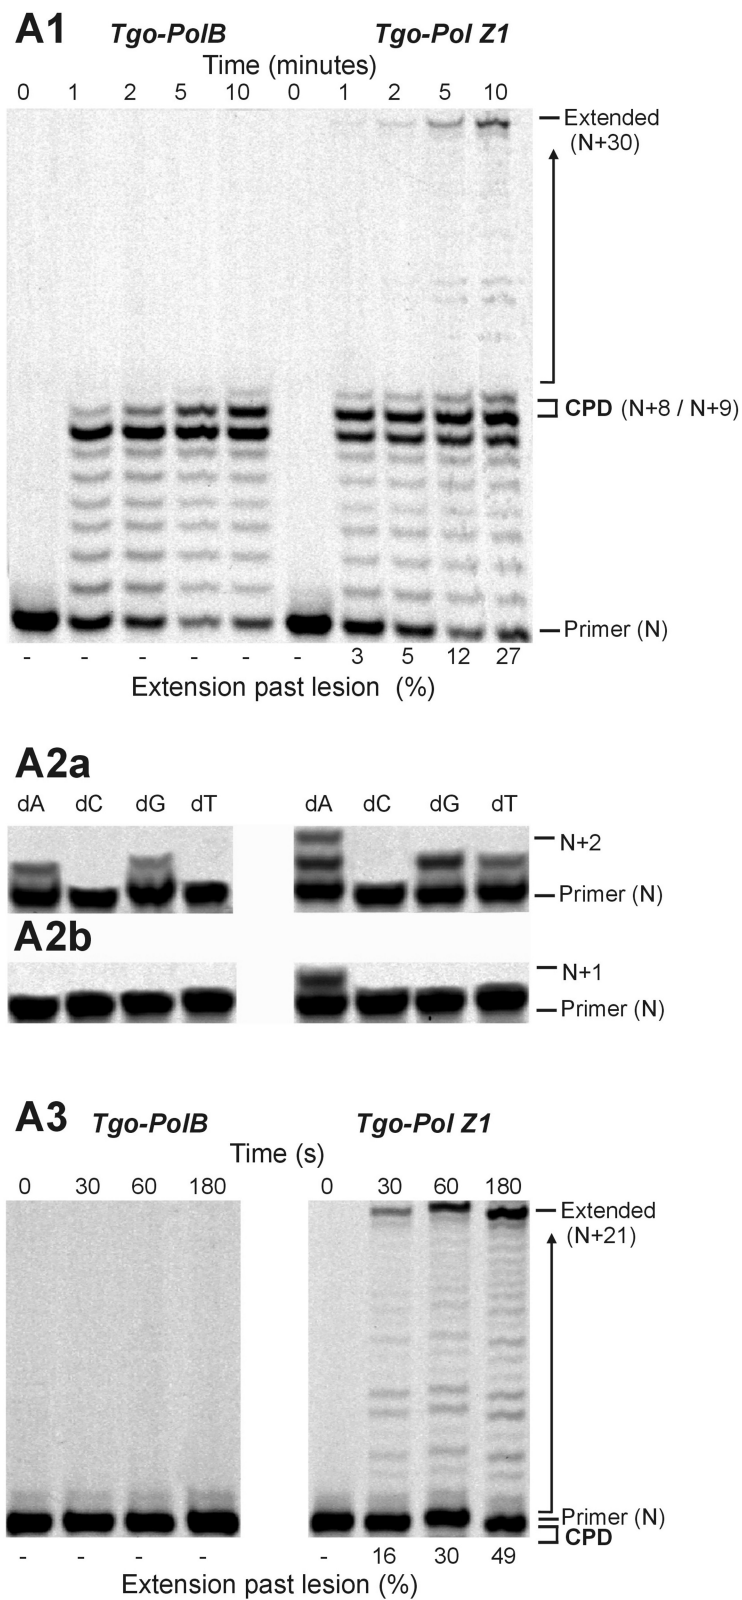 A1 Tgo-PolB Tgo-Pol Z1
Time (minutes)
0 1 2 5 10 0 1 2 5 10
Extended
(N+30)
CPD (N+8 / N+9)
Primer (N)
- - - - - - 3 5 12 27
Extension past lesion (%)
A2a
dA dC dG dT dA dC dG dT
N+2
Primer (N)
A2b
N+1
Primer (N)
A3 Tgo-PolB Tgo-Pol Z1
Time (s)
0 30 60 180 0 30 60 180
Extended
(N+21)
Primer (N)
CPD
- - - - - 16 30 49
Extension past lesion (%)